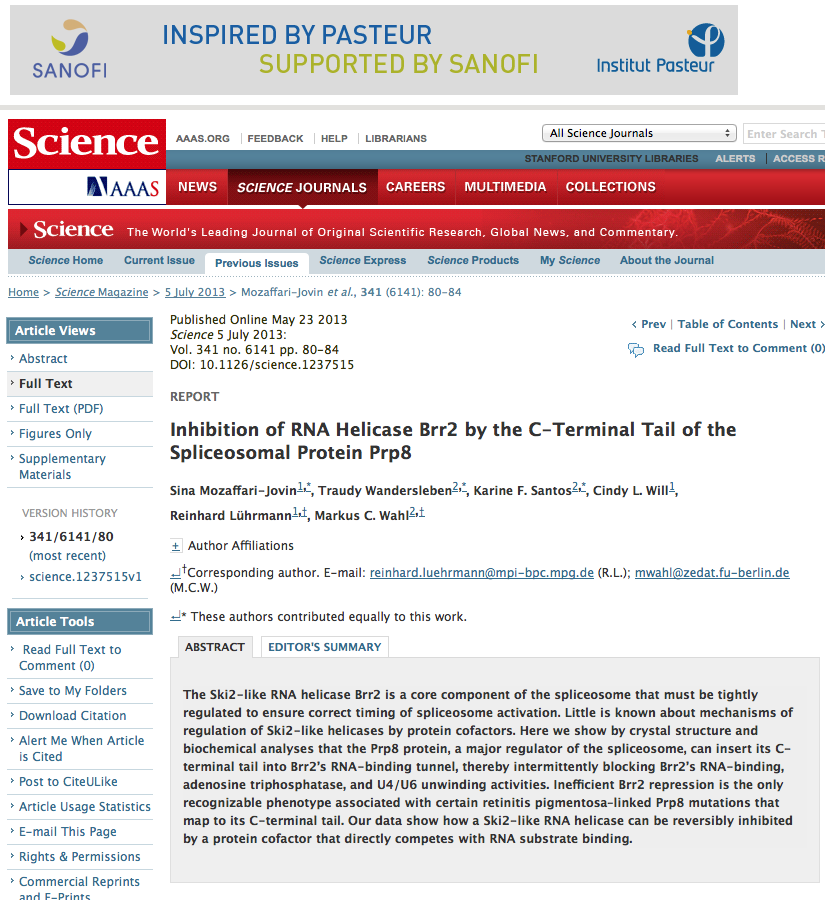 SANOFI
INSPIRED BY PASTEUR
SUPPORTED BY SANOFI
Institut Pasteur
Science
AAAS
AAAS.ORG | FEEDBACK | HELP | LIBRARIANS
All Science Journals
Enter Search T
STANFORD UNIVERSITY LIBRARIES ALERTS | ACCESS R
NEWS SCIENCE JOURNALS CAREERS MULTIMEDIA COLLECTIONS
Science The World's Leading Journal of Original Scientific Research, Global News, and Commentary.
Science Home Current Issue Previous Issues Science Express Science Products My Science About the Journal
Home > Science Magazine > 5 July 2013 > Mozaffari-Jovin et al., 341 (6141): 80-84
Article Views
› Abstract
› Full Text
› Full Text (PDF)
› Figures Only
› Supplementary
Materials
VERSION HISTORY
› 341/6141/80
(most recent)
› science.1237515v1
Article Tools
› Read Full Text to
Comment (0)
› Save to My Folders
› Download Citation
› Alert Me When Article
is Cited
› Post to CiteULike
› Article Usage Statistics
› E-mail This Page
› Rights & Permissions
› Commercial Reprints
and E-Prints
Published Online May 23 2013
Science 5 July 2013:
Vol. 341 no. 6141 pp. 80-84
DOI: 10.1126/science.1237515
‹ Prev | Table of Contents | Next ›
Read Full Text to Comment (0)
REPORT
Inhibition of RNA Helicase Brr2 by the C-Terminal Tail of the
Spliceosomal Protein Prp8
Sina Mozaffari-Jovin1,*, Traudy Wandersleben2,*, Karine F. Santos2,*, Cindy L. Will1,
Reinhard Lührmann1,†, Markus C. Wahl2,†
+ Author Affiliations
↵†Corresponding author. E-mail: reinhard.luehrmann@mpi-bpc.mpg.de (R.L.); mwahl@zedat.fu-berlin.de
(M.C.W.)
↵* These authors contributed equally to this work.
ABSTRACT EDITOR'S SUMMARY
The Ski2-like RNA helicase Brr2 is a core component of the spliceosome that must be tightly
regulated to ensure correct timing of spliceosome activation. Little is known about mechanisms of
regulation of Ski2-like helicases by protein cofactors. Here we show by crystal structure and
biochemical analyses that the Prp8 protein, a major regulator of the spliceosome, can insert its C-
terminal tail into Brr2's RNA-binding tunnel, thereby intermittently blocking Brr2's RNA-binding,
adenosine triphosphatase, and U4/U6 unwinding activities. Inefficient Brr2 repression is the only
recognizable phenotype associated with certain retinitis pigmentosa-linked Prp8 mutations that
map to its C-terminal tail. Our data show how a Ski2-like RNA helicase can be reversibly inhibited
by a protein cofactor that directly competes with RNA substrate binding.